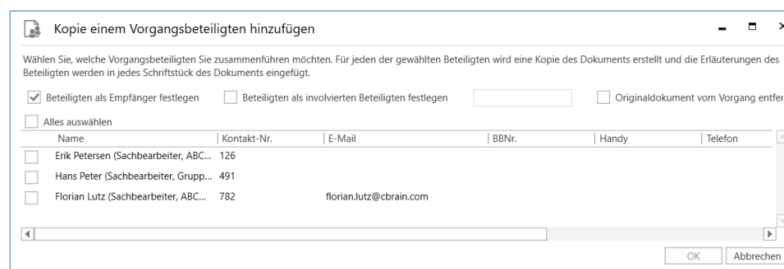 Kopie einem Vorgangsbeteiligten hinzufügen
Wählen Sie, welche Vorgangsbeteiligten Sie zusammenführen möchten. Für jeden der gewählten Beteiligten wird eine Kopie des Dokuments erstellt und die Erläuterungen des
Beteiligten werden in jedes Schriftstück des Dokuments eingefügt.
Beteiligten als Empfänger festlegen Beteiligten als involvierten Beteiligten festlegen Originaldokument vom Vorgang entfer
Alles auswählen
Name Kontakt-Nr. E-Mail BBNr. Handy Telefon
Erik Petersen (Sachbearbeiter, ABC... 126
Hans Peter (Sachbearbeiter, Grupp... 491
Florian Lutz (Sachbearbeiter, ABC... 782 florian.lutz@cbrain.com
OK Abbrechen